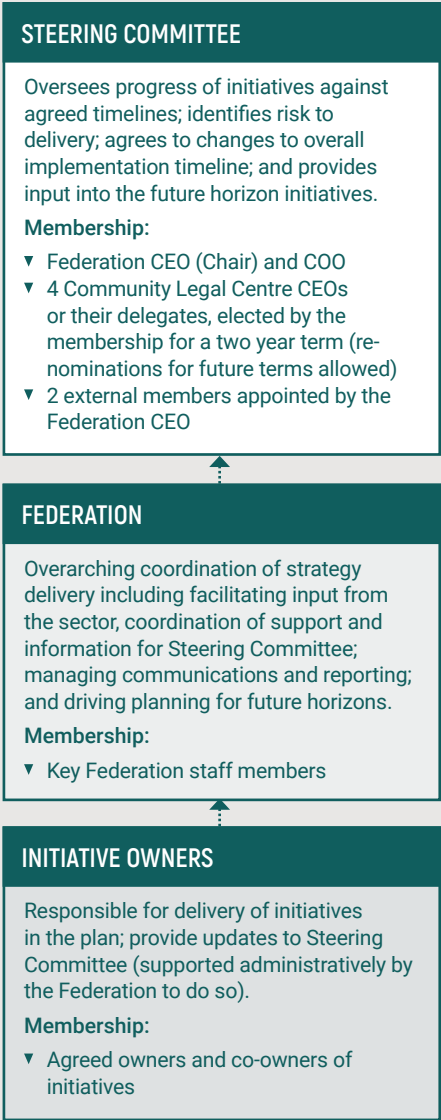 STEERING COMMITTEE
Oversees progress of initiatives against
agreed timelines; identifies risk to
delivery; agrees to changes to overall
implementation timeline; and provides
input into the future horizon initiatives.
Membership:
▼ Federation CEO (Chair) and COO
▼ 4 Community Legal Centre CEOs
or their delegates, elected by the
membership for a two year term (re-
nominations for future terms allowed)
▼ 2 external members appointed by the
Federation CEO
FEDERATION
Overarching coordination of strategy
delivery including facilitating input from
the sector, coordination of support and
information for Steering Committee;
managing communications and reporting;
and driving planning for future horizons.
Membership:
▼ Key Federation staff members
INITIATIVE OWNERS
Responsible for delivery of initiatives
in the plan; provide updates to Steering
Committee (supported administratively by
the Federation to do so).
Membership:
▼ Agreed owners and co-owners of
initiatives